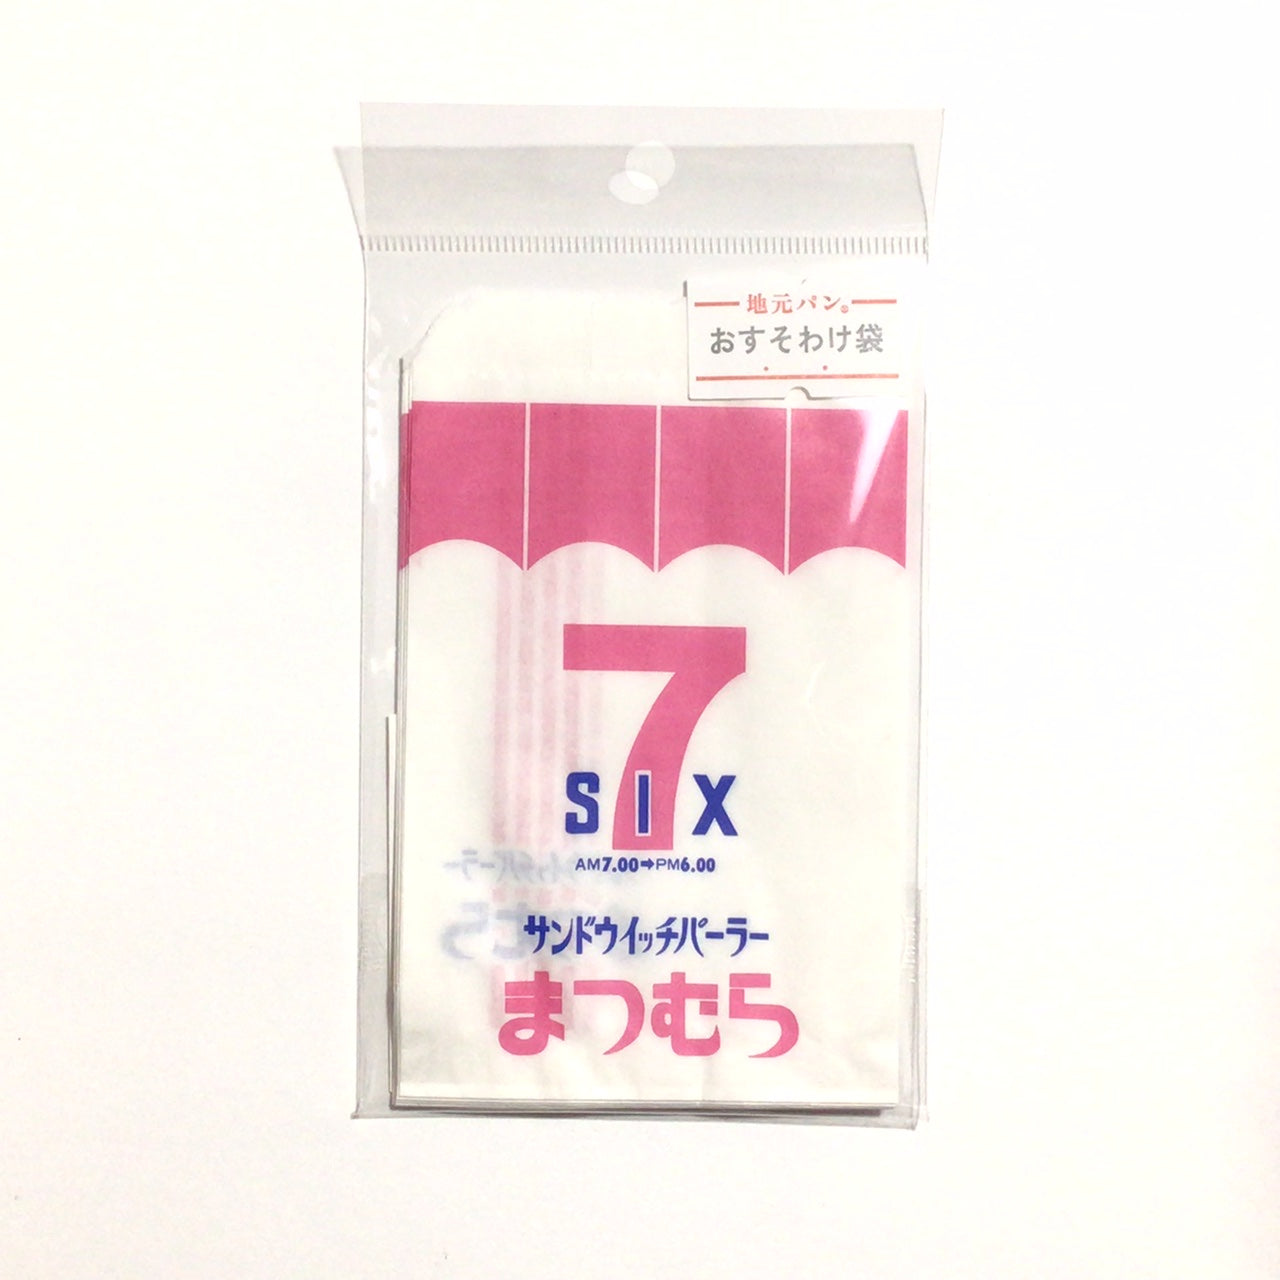 地元パン®
おすそわけ袋
7
SIX
AM7.00➡PM6.00
サンドウイッチパーラー
まつむら